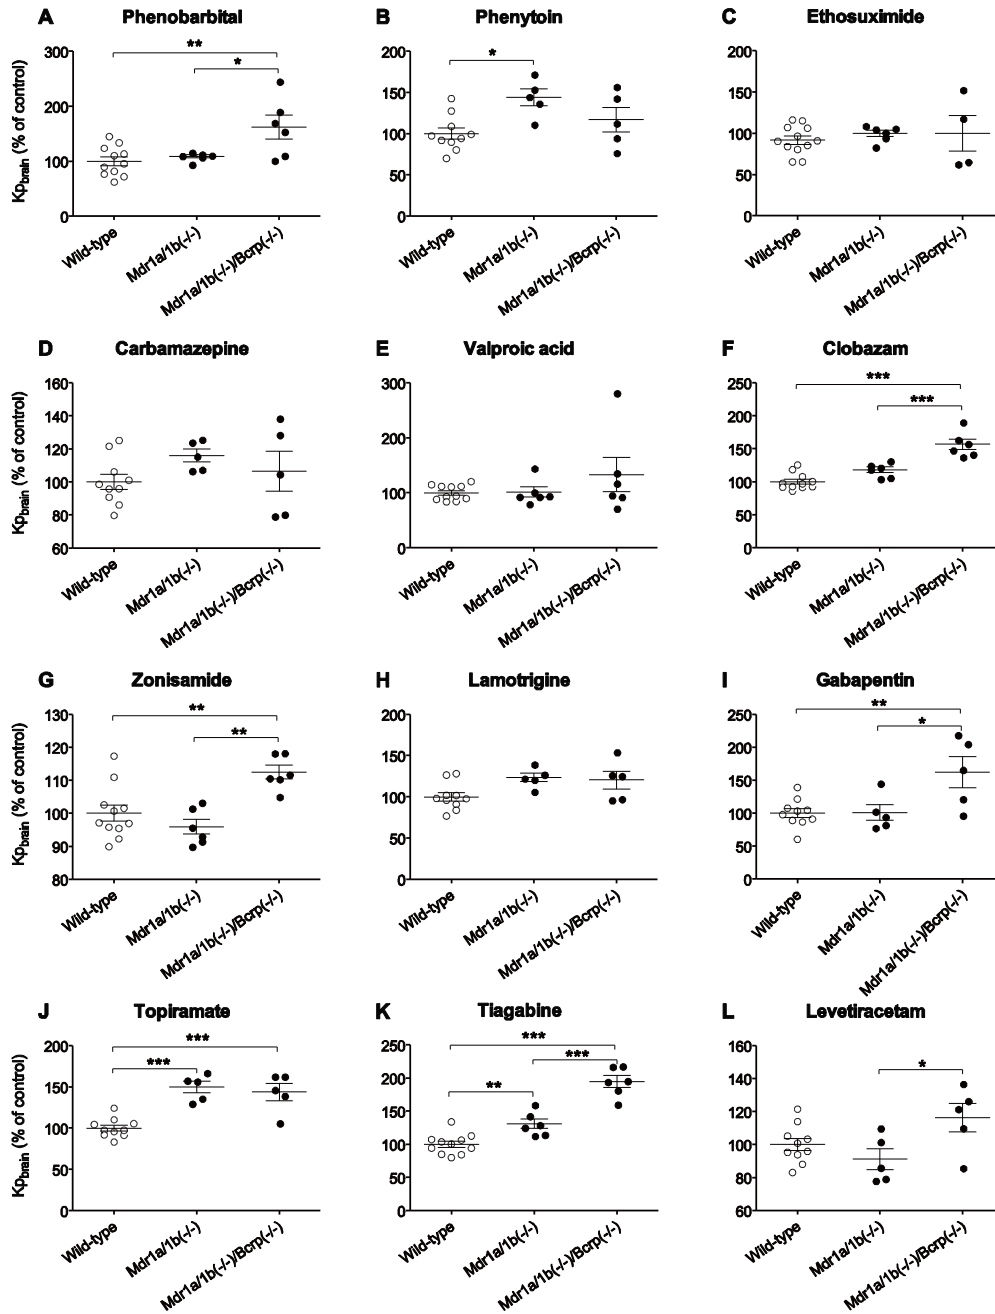 A Phenobarbital
Kp brain (% of control)
300
200
100
0
**
*
Wild-type
Mdr1a/1b(-/-)
Mdr1a/1b(-/-)/Bcrp(-/-)
B Phenytoin
200
150
100
50
0
*
Wild-type
Mdr1a/1b(-/-)
Mdr1a/1b(-/-)/Bcrp(-/-)
C Ethosuximide
200
150
100
50
0
Wild-type
Mdr1a/1b(-/-)
Mdr1a/1b(-/-)/Bcrp(-/-)
D Carbamazepine
Kp brain (% of control)
160
140
120
100
80
60
Wild-type
Mdr1a/1b(-/-)
Mdr1a/1b(-/-)/Bcrp(-/-)
E Valproic acid
300
200
100
0
Wild-type
Mdr1a/1b(-/-)
Mdr1a/1b(-/-)/Bcrp(-/-)
F Clobazam
250
200
150
100
50
0
***
***
Wild-type
Mdr1a/1b(-/-)
Mdr1a/1b(-/-)/Bcrp(-/-)
G Zonisamide
Kp brain (% of control)
130
120
110
100
90
80
**
**
Wild-type
Mdr1a/1b(-/-)
Mdr1a/1b(-/-)/Bcrp(-/-)
H Lamotrigine
200
150
100
50
0
Wild-type
Mdr1a/1b(-/-)
Mdr1a/1b(-/-)/Bcrp(-/-)
I Gabapentin
250
200
150
100
50
0
**
*
Wild-type
Mdr1a/1b(-/-)
Mdr1a/1b(-/-)/Bcrp(-/-)
J Topiramate
Kp brain (% of control)
200
150
100
50
0
***
***
Wild-type
Mdr1a/1b(-/-)
Mdr1a/1b(-/-)/Bcrp(-/-)
K Tiagabine
250
200
150
100
50
0
***
***
**
Wild-type
Mdr1a/1b(-/-)
Mdr1a/1b(-/-)/Bcrp(-/-)
L Levetiracetam
160
140
120
100
80
60
*
Wild-type
Mdr1a/1b(-/-)
Mdr1a/1b(-/-)/Bcrp(-/-)